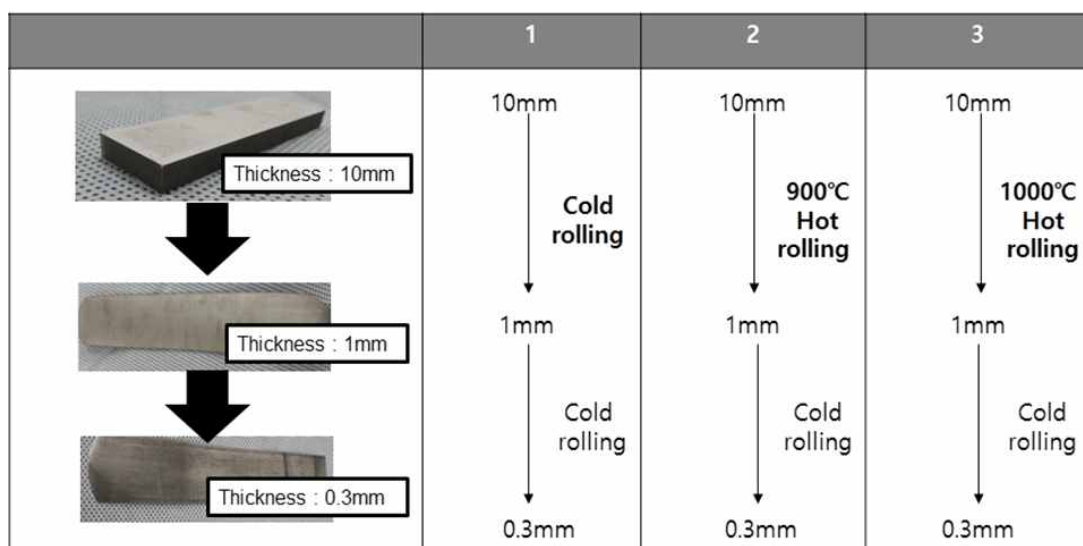 1 2 3
10mm 10mm 10mm
Thickness : 10mm
Cold
rolling
900℃
Hot
rolling
1000℃
Hot
rolling
1mm 1mm 1mm
Thickness : 1mm
Cold
rolling
Cold
rolling
Cold
rolling
Thickness : 0.3mm
0.3mm 0.3mm 0.3mm